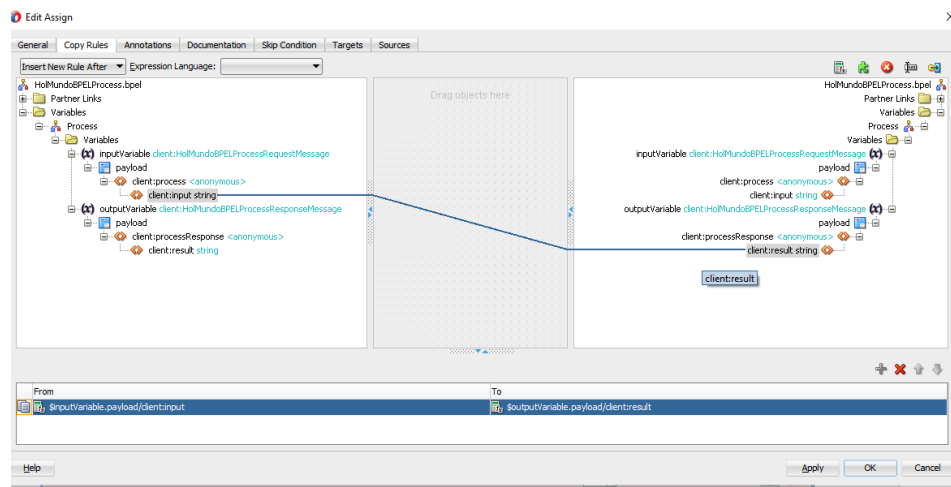 Edit Assign
General Copy Rules Annotations Documentation Skip Condition Targets Sources
Insert New Rule After Expression Language:
HolMundoBPELProcess.bpel
Partner Links
Variables
Process
Variables
inputVariable client:HolMundoBPELProcessRequestMessage
payload
client:process <anonymous>
client:input string
outputVariable client:HolMundoBPELProcessResponseMessage
payload
client:processResponse <anonymous>
client:result string
Drag objects here
HolMundoBPELProcess.bpel
Partner Links
Variables
Process
Variables
inputVariable client:HolMundoBPELProcessRequestMessage (x)
payload
client:process <anonymous>
client:input string
outputVariable client:HolMundoBPELProcessResponseMessage (x)
payload
client:processResponse <anonymous>
client:result string
client:result
From To
$inputVariable.payload/client:input $outputVariable.payload/client:result
Help Apply OK Cancel